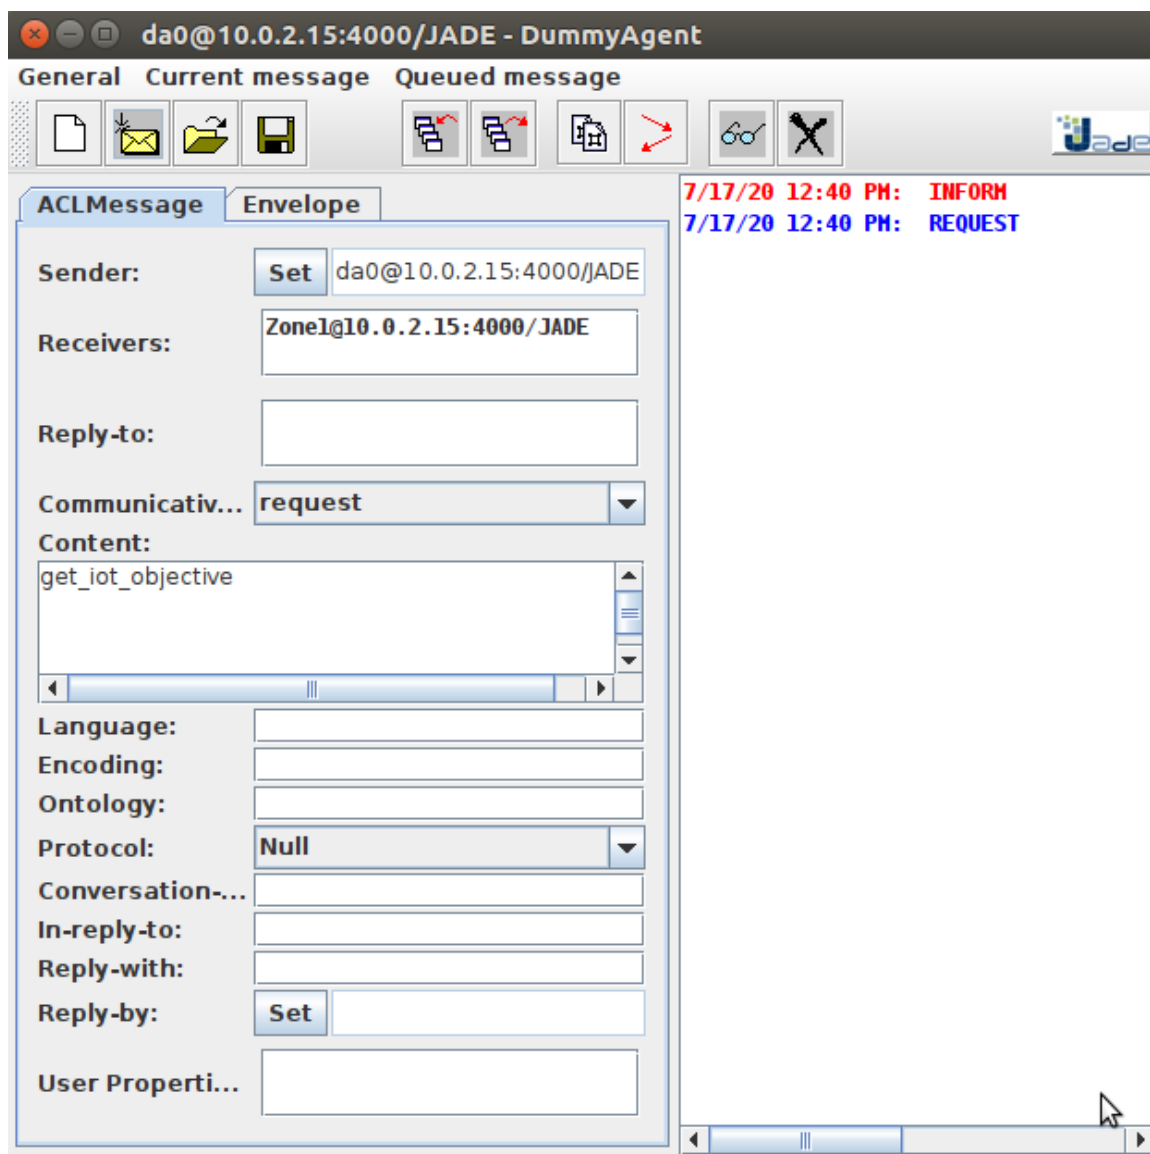 da0@10.0.2.15:4000/JADE - DummyAgent
General Current message Queued message
Jade
ACLMessage Envelope
Sender: Set da0@10.0.2.15:4000/JADE
Receivers: Zone1@10.0.2.15:4000/JADE
Reply-to:
Communicativ... request
Content:
get_iot_objective
Language:
Encoding:
Ontology:
Protocol: Null
Conversation-...
In-reply-to:
Reply-with:
Reply-by: Set
User Properti...
7/17/20 12:40 PM: INFORM
7/17/20 12:40 PM: REQUEST